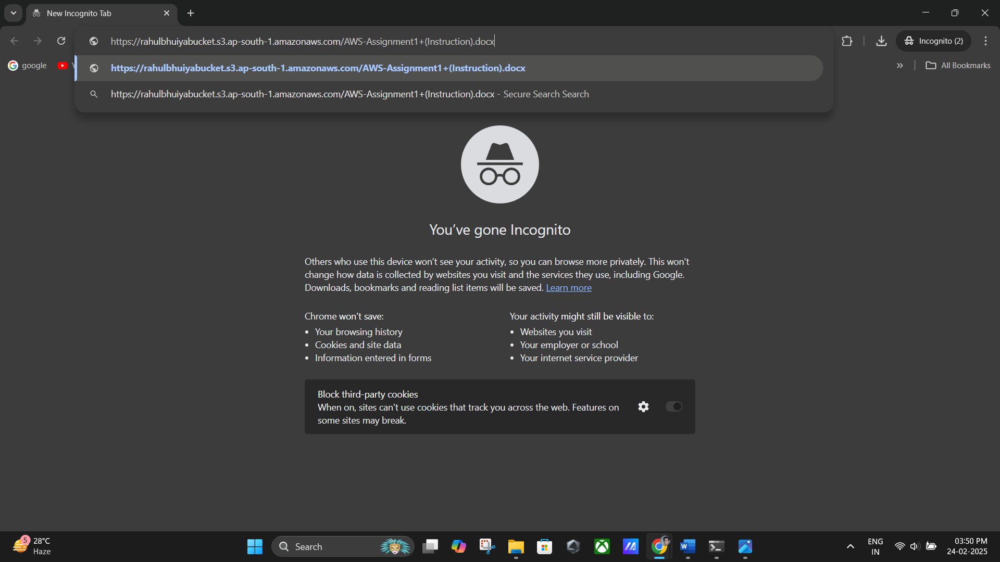 New Incognito Tab
https://rahulbhuiyabucket.s3.ap-south-1.amazonaws.com/AWS-Assignment1+(Instruction).docx
Incognito (2)
google
All Bookmarks
https://rahulbhuiyabucket.s3.ap-south-1.amazonaws.com/AWS-Assignment1+(Instruction).docx
https://rahulbhuiyabucket.s3.ap-south-1.amazonaws.com/AWS-Assignment1+(Instruction).docx - Secure Search Search
You've gone Incognito
Others who use this device won't see your activity, so you can browse more privately. This won't
change how data is collected by websites you visit and the services they use, including Google.
Downloads, bookmarks and reading list items will be saved. Learn more
Chrome won't save:
• Your browsing history
• Cookies and site data
• Information entered in forms
Your activity might still be visible to:
• Websites you visit
• Your employer or school
• Your internet service provider
Block third-party cookies
When on, sites can't use cookies that track you across the web. Features on
some sites may break.
5
28°C
Haze
Search
ENG
IN
03:50 PM
24-02-2025